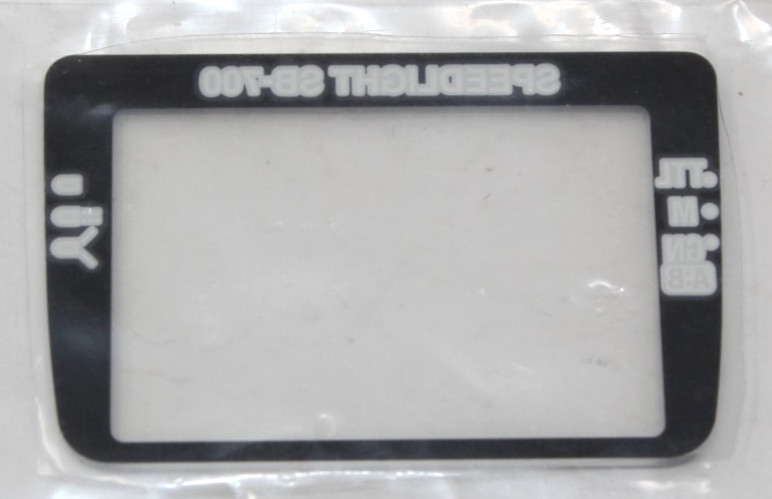 SPEEDLIGHT SB-700
TTL
M
GN
A:B